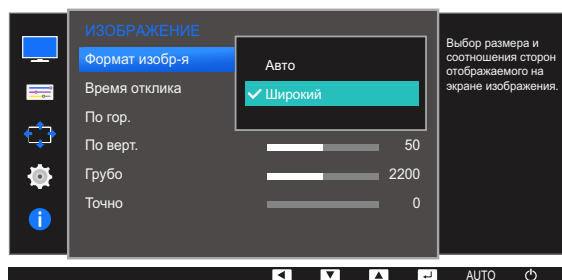 ИЗОБРАЖЕНИЕ
Формат изобр-я
Авто
Широкий
Время отклика
По гор.
По верт. 50
Грубо 2200
Точно 0
Выбор размера и
соотношения сторон
отображаемого на
экране изображения.
AUTO